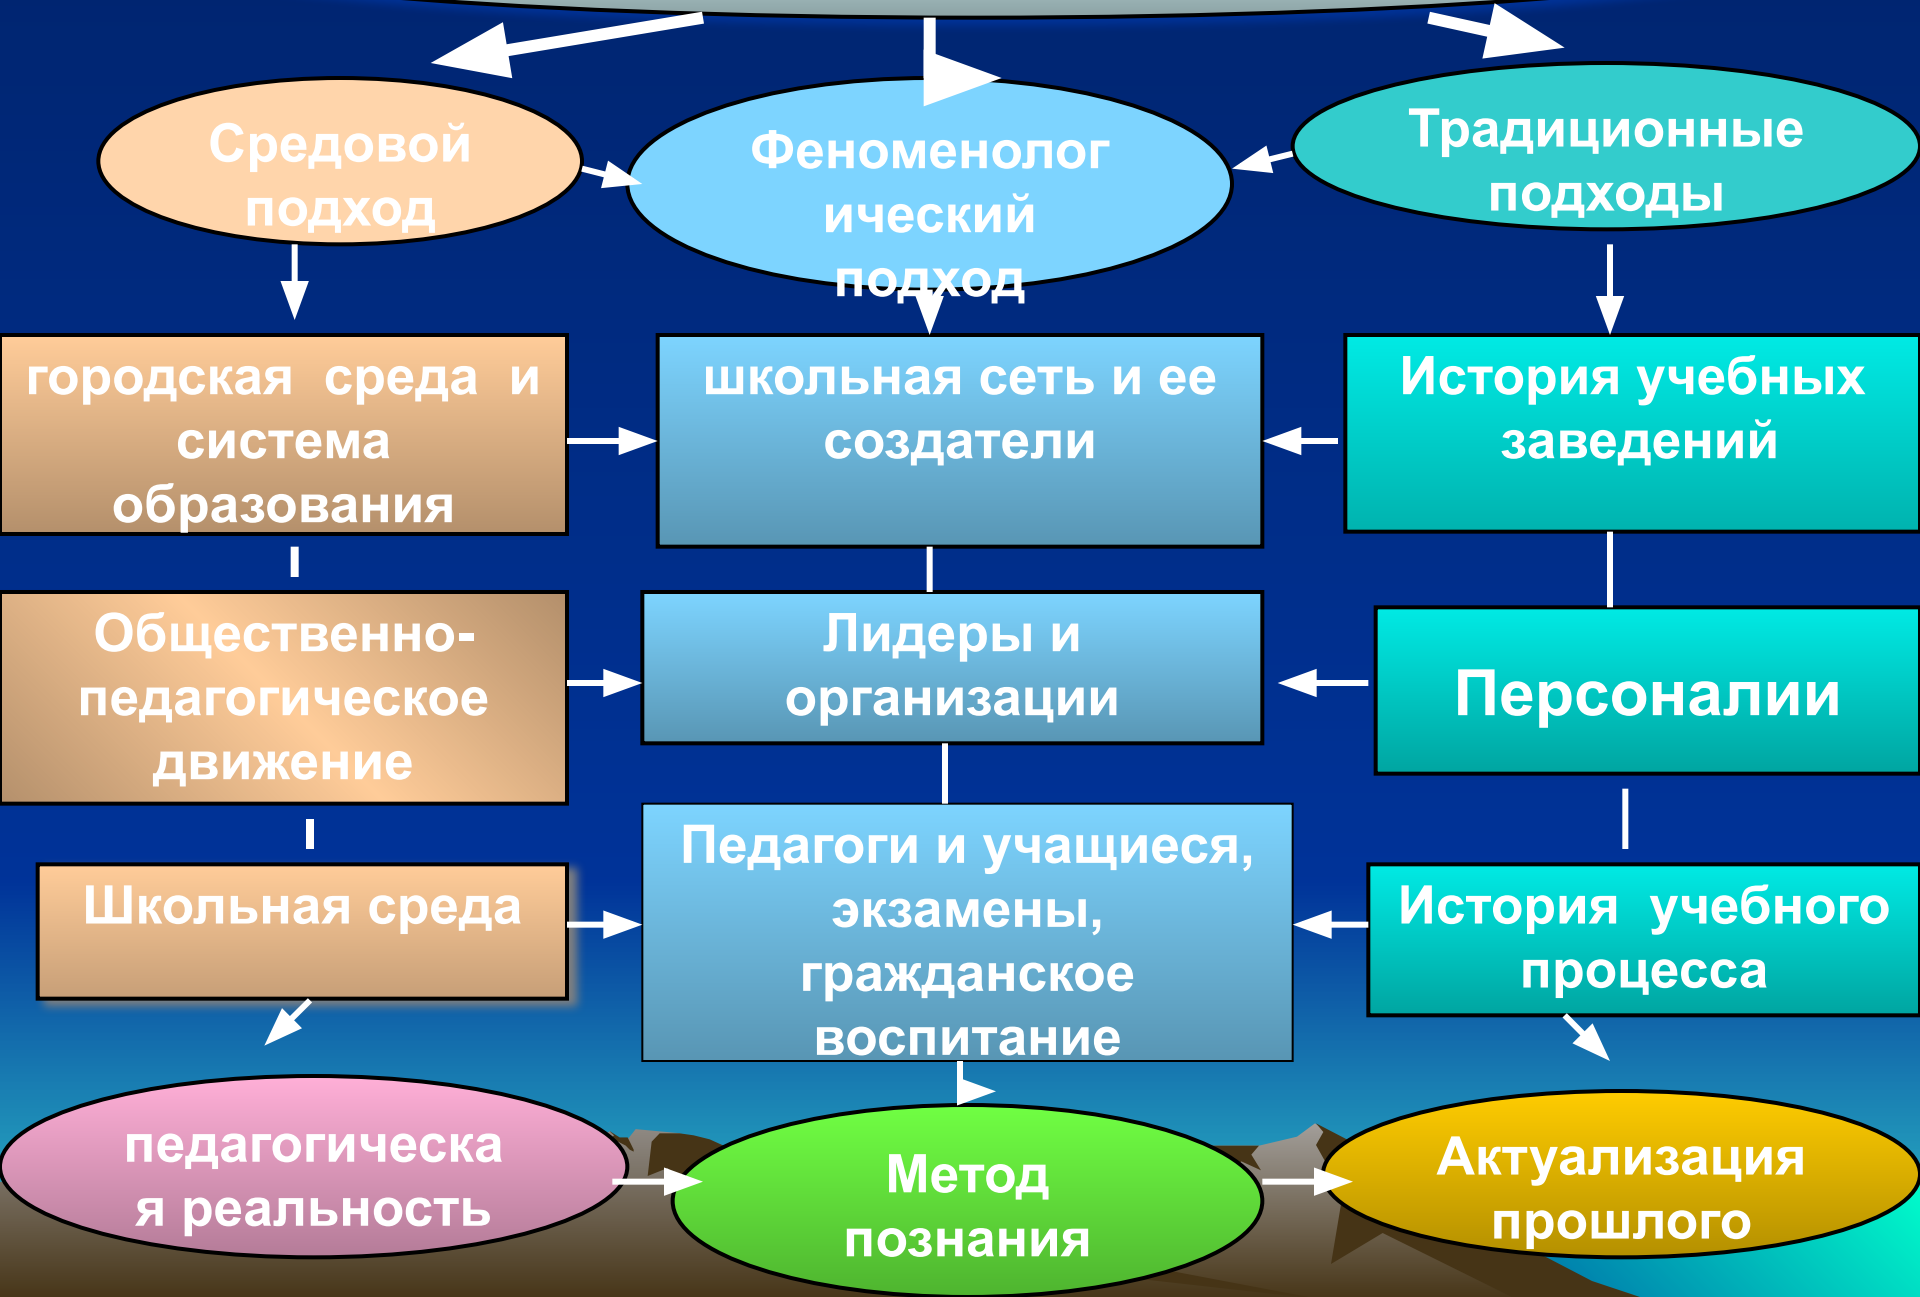 Средовой
подход
Феноменолог
ический
подход
Традиционные
подходы
городская среда и
система
образования
школьная сеть и ее
создатели
История учебных
заведений
Общественно-
педагогическое
движение
Лидеры и
организации
Персоналии
Школьная среда
Педагоги и учащиеся,
экзамены,
гражданское
воспитание
История учебного
процесса
педагогическа
я реальность
Метод
познания
Актуализация
прошлого